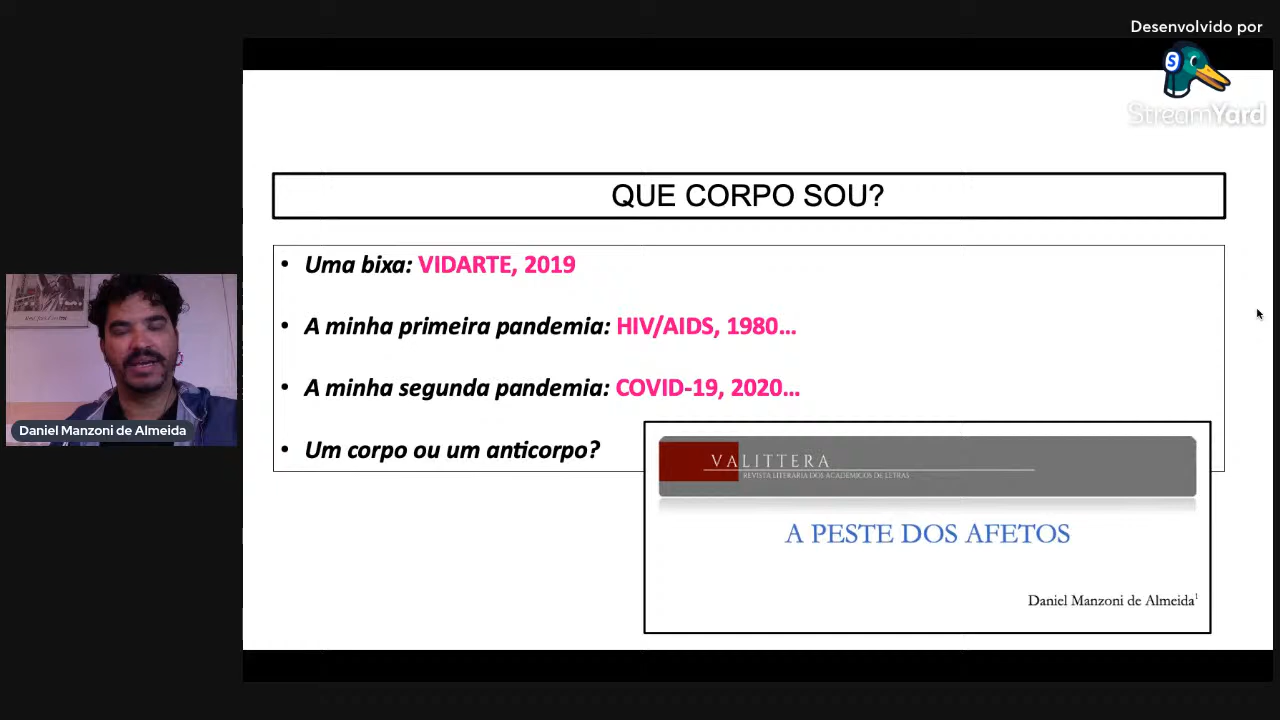 Desenvolvido por
StreamYard
QUE CORPO SOU?
• Uma bixa: VIDARTE, 2019
• A minha primeira pandemia: HIV/AIDS, 1980...
• A minha segunda pandemia: COVID-19, 2020...
• Um corpo ou um anticorpo?
VALITTERA
REVISTA LITERÁRIA DOS ACADÊMICOS DE LETRAS
A PESTE DOS AFETOS
Daniel Manzoni de Almeida¹
Daniel Manzoni de Almeida